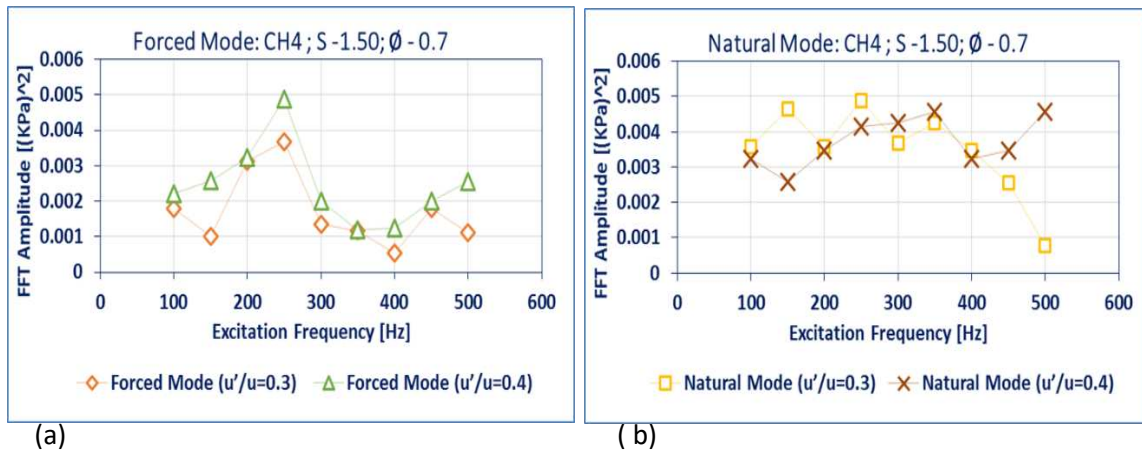 Forced Mode: CH4 ; S -1.50; Ø - 0.7
FFT Amplitude [(KPa)^2]
0.006
0.005
0.004
0.003
0.002
0.001
0
0 100 200 300 400 500 600
Excitation Frequency [Hz]
Forced Mode (u’/u=0.3) Forced Mode (u’/u=0.4)
(a)
Natural Mode: CH4 ; S -1.50; Ø - 0.7
FFT Amplitude [(KPa)^2]
0.006
0.005
0.004
0.003
0.002
0.001
0
0 100 200 300 400 500 600
Excitation Frequency [Hz]
Natural Mode (u’/u=0.3) Natural Mode (u’/u=0.4)
( b)